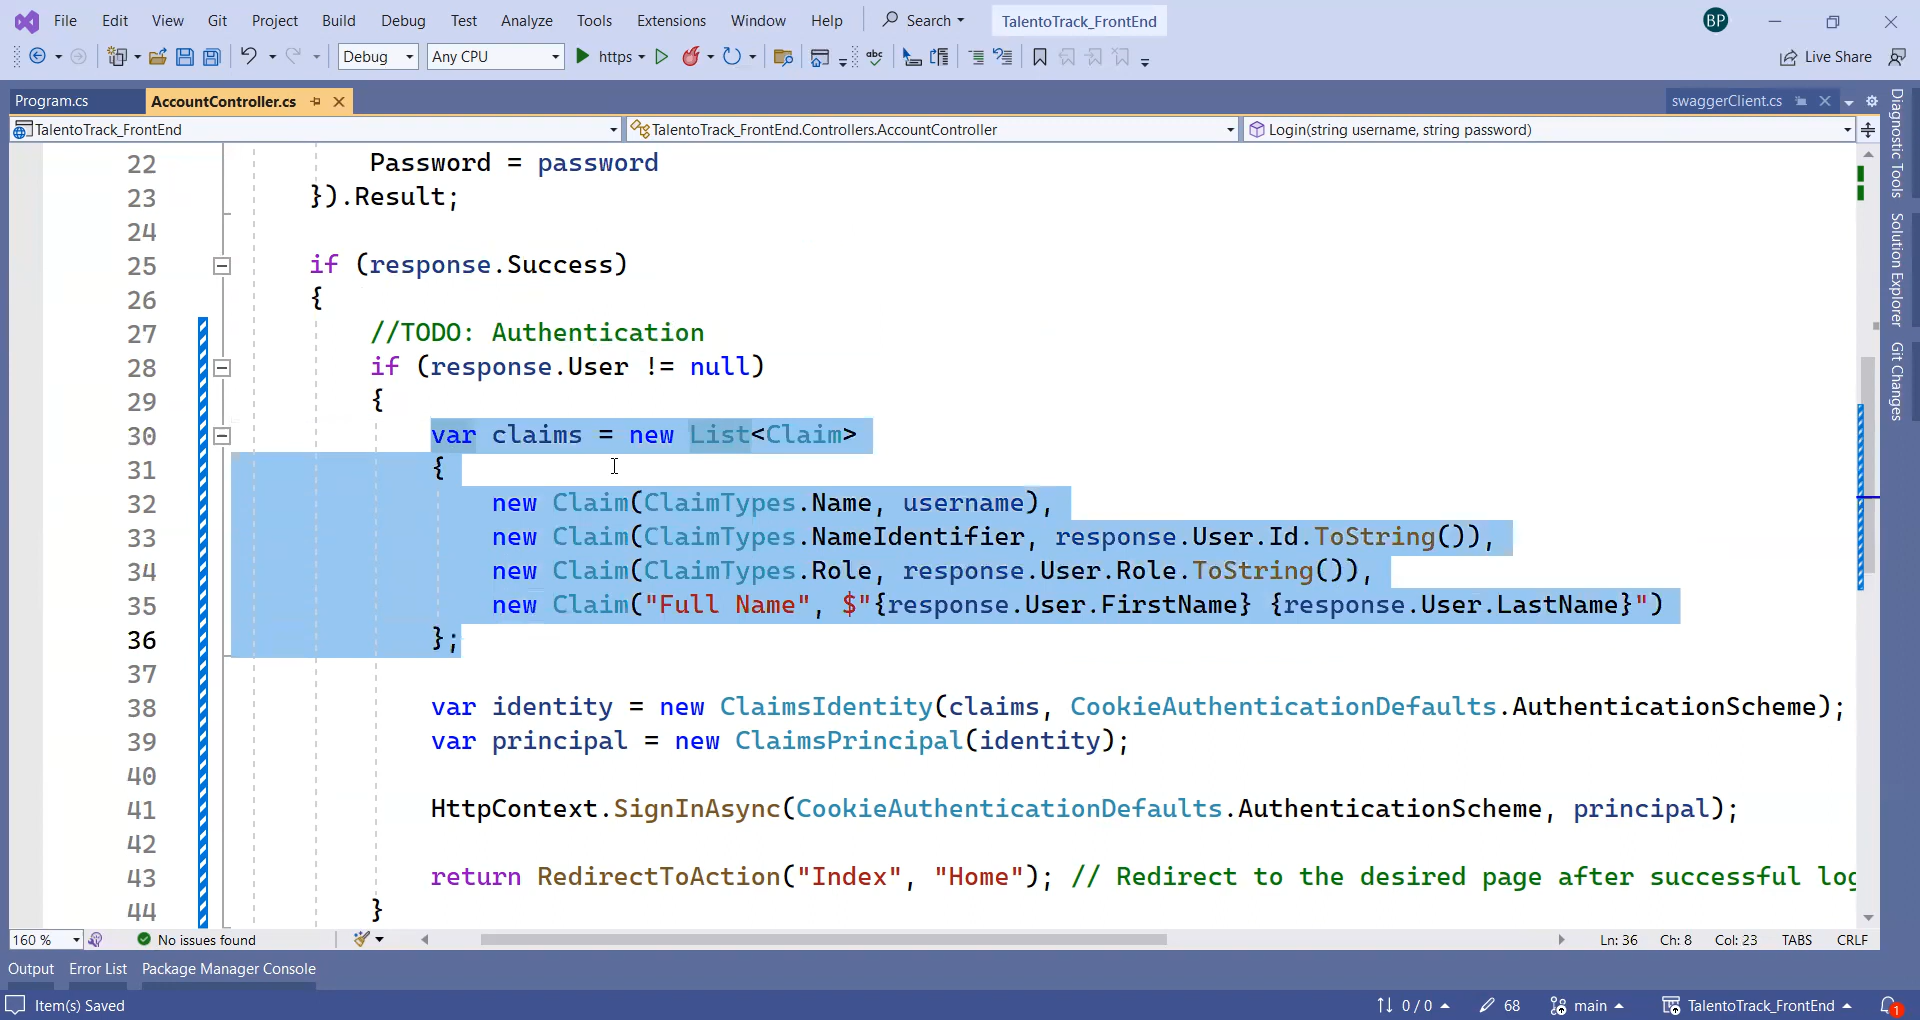 File Edit View Git Project Build Debug Test Analyze Tools Extensions Window Help Search TalentoTrack_FrontEnd BP
Debug Any CPU https Live Share
Program.cs AccountController.cs swaggerClient.cs
TalentoTrack_FrontEnd TalentoTrack_FrontEnd.Controllers.AccountController Login(string username, string password)
22 Password = password
23 }).Result;
24
25 if (response.Success)
26 {
27 //TODO: Authentication
28 if (response.User != null)
29 {
30 var claims = new List<Claim>
31 {
32 new Claim(ClaimTypes.Name, username),
33 new Claim(ClaimTypes.NameIdentifier, response.User.Id.ToString()),
34 new Claim(ClaimTypes.Role, response.User.Role.ToString()),
35 new Claim("Full Name", $"{response.User.FirstName} {response.User.LastName}")
36 };
37
38 var identity = new ClaimsIdentity(claims, CookieAuthenticationDefaults.AuthenticationScheme);
39 var principal = new ClaimsPrincipal(identity);
40
41 HttpContext.SignInAsync(CookieAuthenticationDefaults.AuthenticationScheme, principal);
42
43 return RedirectToAction("Index", "Home"); // Redirect to the desired page after successful log
44 }
Diagnostic Tools
Solution Explorer
Git Changes
160 % No issues found Ln: 36 Ch: 8 Col: 23 TABS CRLF
Output Error List Package Manager Console
Item(s) Saved 0 / 0 68 main TalentoTrack_FrontEnd 1